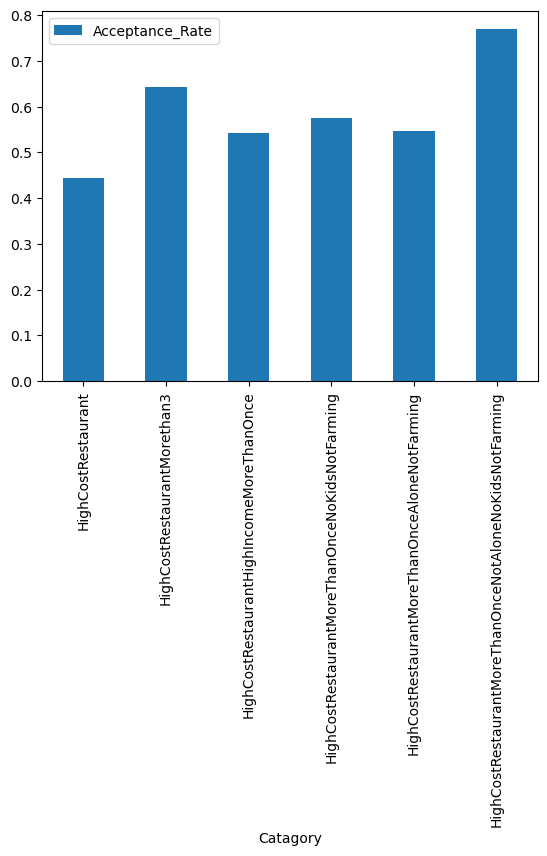 Acceptance_Rate
0.8
0.7
0.6
0.5
0.4
0.3
0.2
0.1
0.0
HighCostRestaurant
HighCostRestaurantMorethan3
HighCostRestaurantHighIncomeMoreThanOnce
HighCostRestaurantMoreThanOnceNoKidsNotFarming
HighCostRestaurantMoreThanOnceAloneNotFarming
HighCostRestaurantMoreThanOnceNotAloneNoKidsNotFarming
Catagory